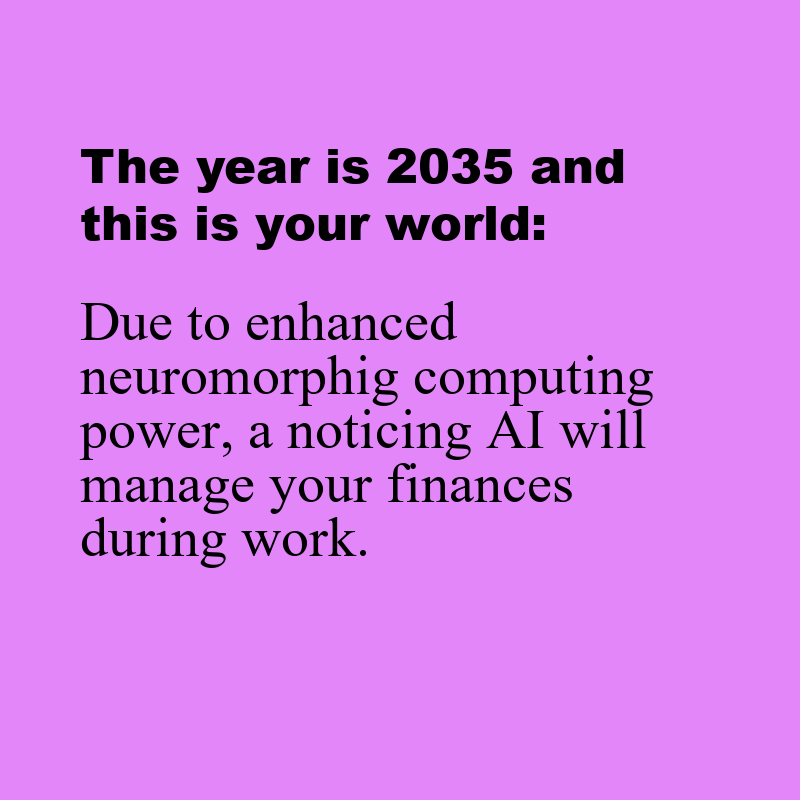 The year is 2035 and
this is your world:
Due to enhanced
neuromorphig computing
power, a noticing AI will
manage your finances
during work.